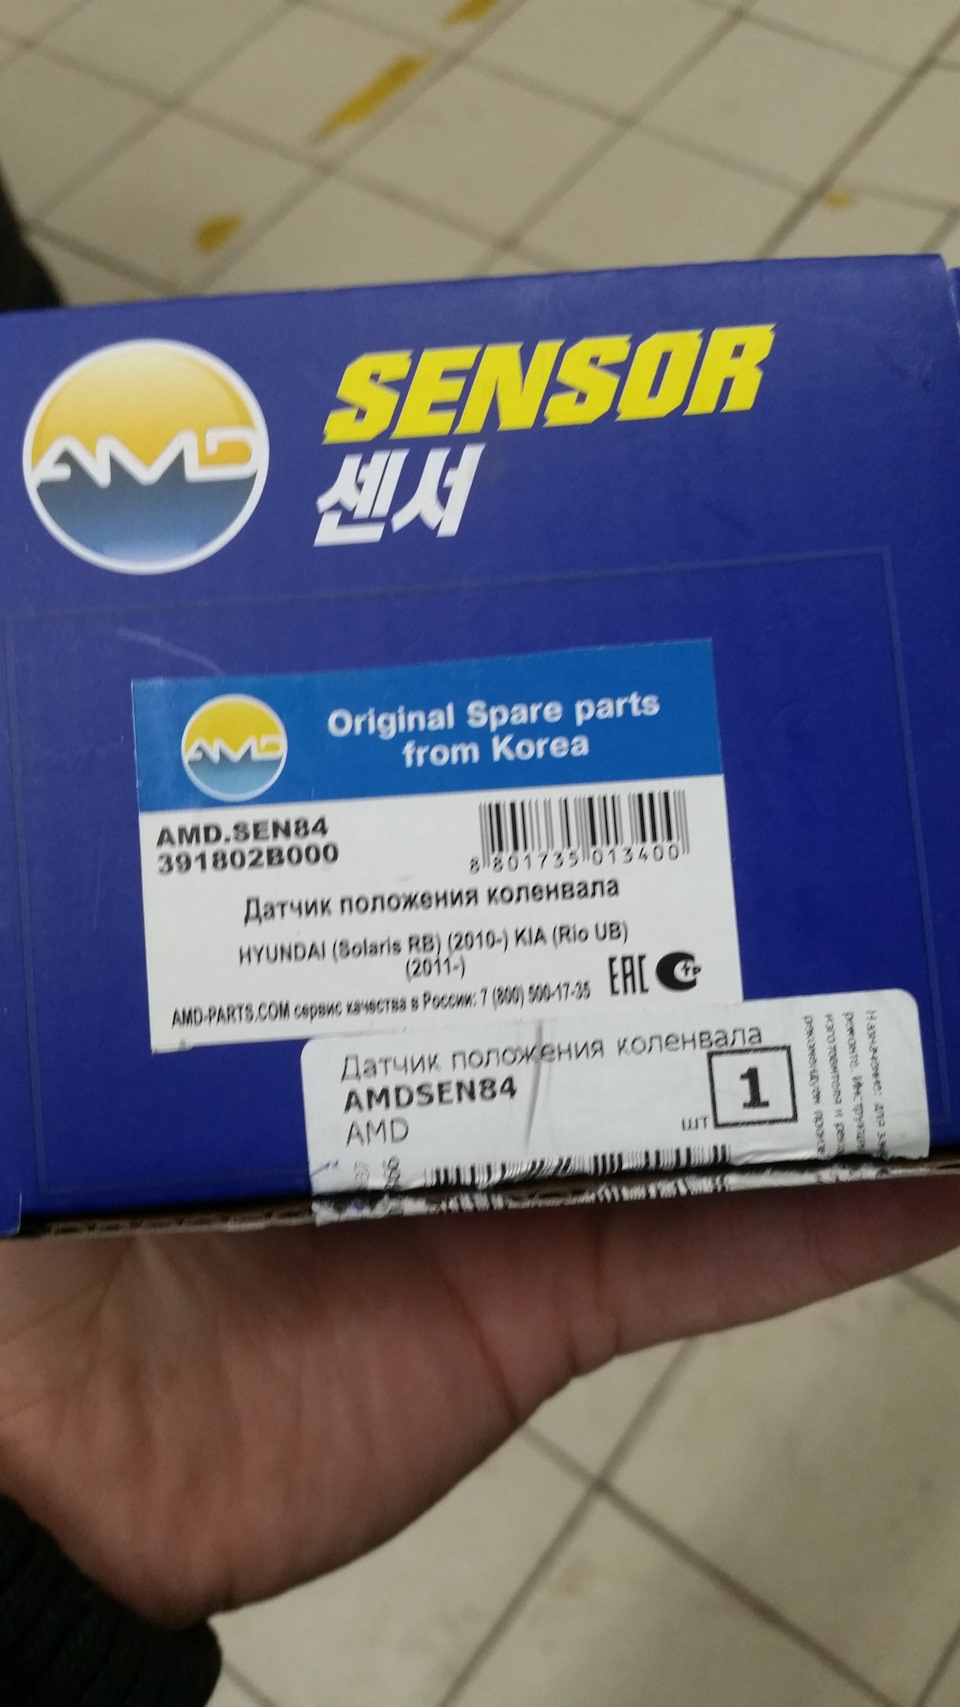 AMD
SENSOR
센서
AMD
Original Spare parts
from Korea
AMD.SEN84
391802B000
8 801735 013400
Датчик положения коленвала
HYUNDAI (Solaris RB) (2010-) KIA (Rio UB)
(2011-)
EAC
AMD-PARTS.COM сервис качества в России: 7 (800) 500-17-35
Датчик положения коленвала
AMDSEN84
AMD
шт
1